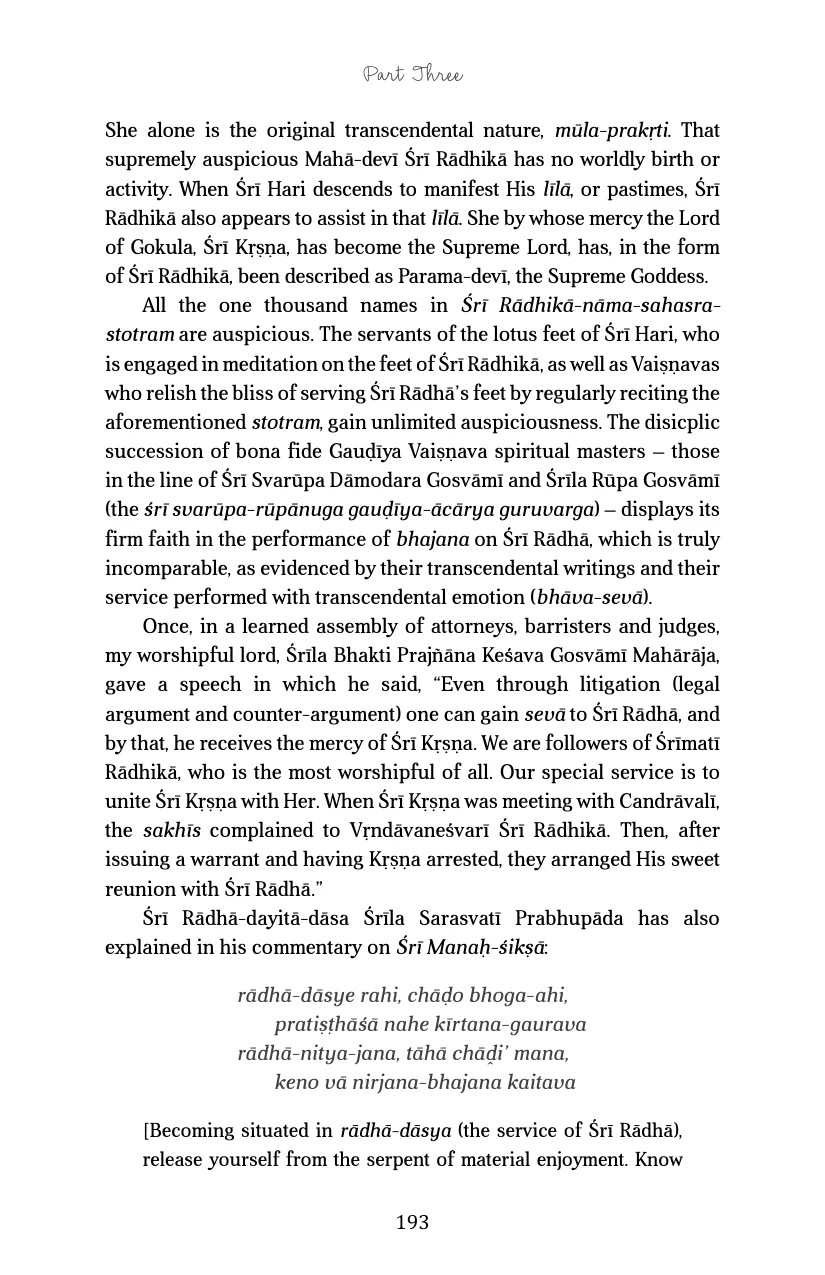 Part Three
She alone is the original transcendental nature, mūla-prakṛti. That
supremely auspicious Mahā-devī Śrī Rādhikā has no worldly birth or
activity. When Śrī Hari descends to manifest His līlā, or pastimes, Śrī
Rādhikā also appears to assist in that līlā. She by whose mercy the Lord
of Gokula, Śrī Kṛṣṇa, has become the Supreme Lord, has, in the form
of Śrī Rādhikā, been described as Parama-devī, the Supreme Goddess.
All the one thousand names in Śrī Rādhikā-nāma-sahasra-
stotram are auspicious. The servants of the lotus feet of Śrī Hari, who
is engaged in meditation on the feet of Śrī Rādhikā, as well as Vaiṣṇavas
who relish the bliss of serving Śrī Rādhā’s feet by regularly reciting the
aforementioned stotram, gain unlimited auspiciousness. The disicplic
succession of bona fide Gauḍīya Vaiṣṇava spiritual masters – those
in the line of Śrī Svarūpa Dāmodara Gosvāmī and Śrīla Rūpa Gosvāmī
(the śrī svarūpa-rūpānuga gauḍīya-ācārya guruvarga) – displays its
firm faith in the performance of bhajana on Śrī Rādhā, which is truly
incomparable, as evidenced by their transcendental writings and their
service performed with transcendental emotion (bhāva-sevā).
Once, in a learned assembly of attorneys, barristers and judges,
my worshipful lord, Śrīla Bhakti Prajñāna Keśava Gosvāmī Mahārāja,
gave a speech in which he said, “Even through litigation (legal
argument and counter-argument) one can gain sevā to Śrī Rādhā, and
by that, he receives the mercy of Śrī Kṛṣṇa. We are followers of Śrīmatī
Rādhikā, who is the most worshipful of all. Our special service is to
unite Śrī Kṛṣṇa with Her. When Śrī Kṛṣṇa was meeting with Candrāvalī,
the sakhīs complained to Vṛndāvaneśvarī Śrī Rādhikā. Then, after
issuing a warrant and having Kṛṣṇa arrested, they arranged His sweet
reunion with Śrī Rādhā.”
Śrī Rādhā-dayitā-dāsa Śrīla Sarasvatī Prabhupāda has also
explained in his commentary on Śrī Manaḥ-śikṣā:
rādhā-dāsye rahi, chāḍo bhoga-ahi,
pratiṣṭhāśā nahe kīrtana-gaurava
rādhā-nitya-jana, tāhā chāḓi’ mana,
keno vā nirjana-bhajana kaitava
[Becoming situated in rādhā-dāsya (the service of Śrī Rādhā),
release yourself from the serpent of material enjoyment. Know
193